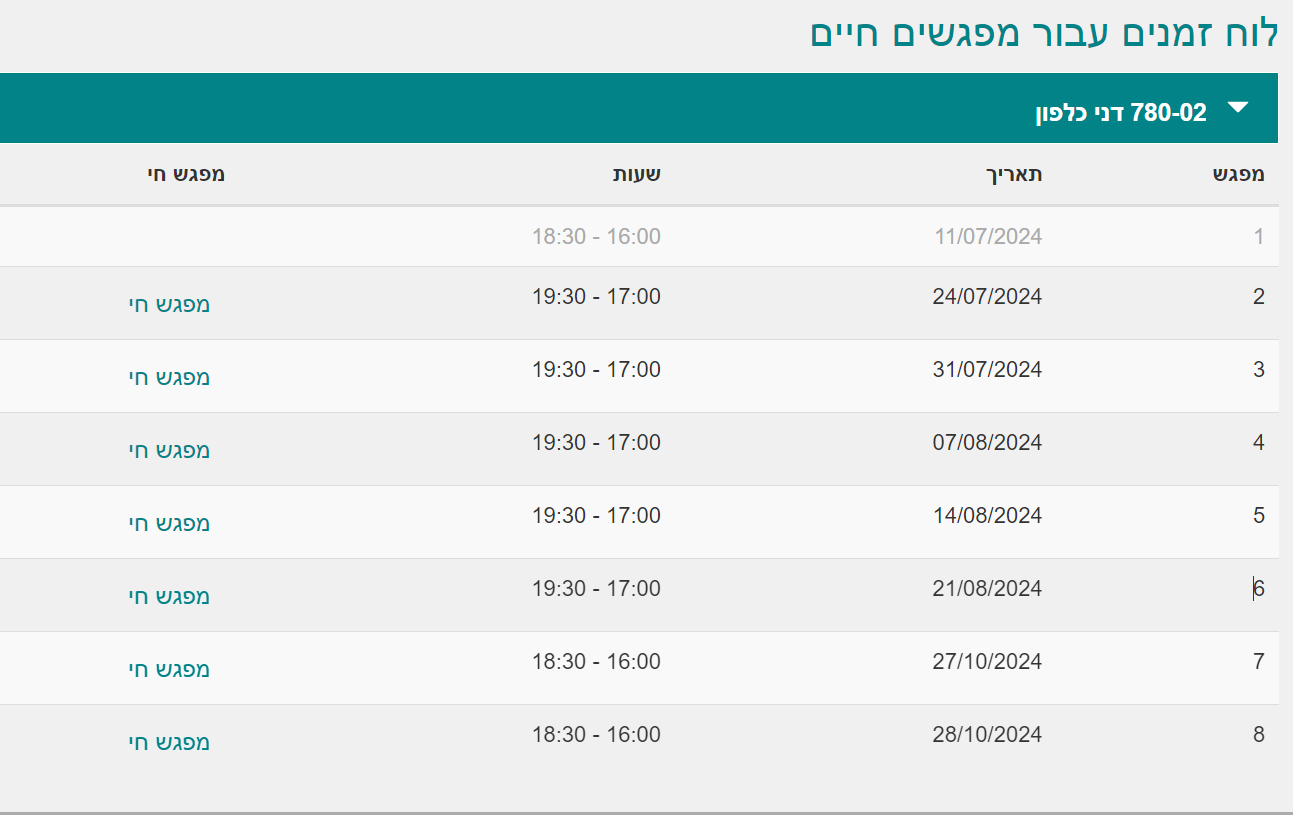 לוח זמנים עבור מפגשים חיים
780-02 דני כלפון
מפגש תאריך שעות מפגש חי
1 11/07/2024 16:00 - 18:30
2 24/07/2024 17:00 - 19:30 מפגש חי
3 31/07/2024 17:00 - 19:30 מפגש חי
4 07/08/2024 17:00 - 19:30 מפגש חי
5 14/08/2024 17:00 - 19:30 מפגש חי
6 21/08/2024 17:00 - 19:30 מפגש חי
7 27/10/2024 16:00 - 18:30 מפגש חי
8 28/10/2024 16:00 - 18:30 מפגש חי